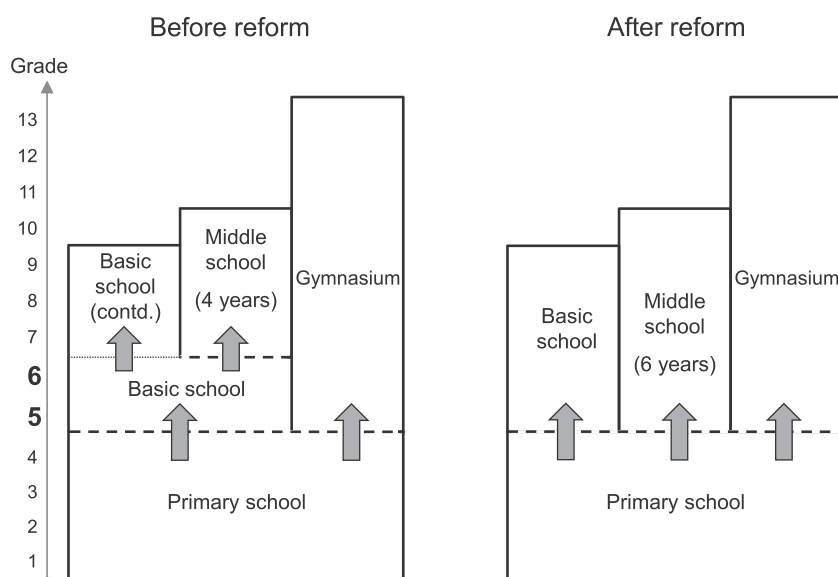 Before reform
After reform
Grade
13
12
11
10
9
8
7
6
5
4
3
2
1
Basic
school
(contd.)
Middle
school
(4 years)
Gymnasium
Basic school
Primary school
Basic
school
Middle
school
(6 years)
Gymnasium
Primary school